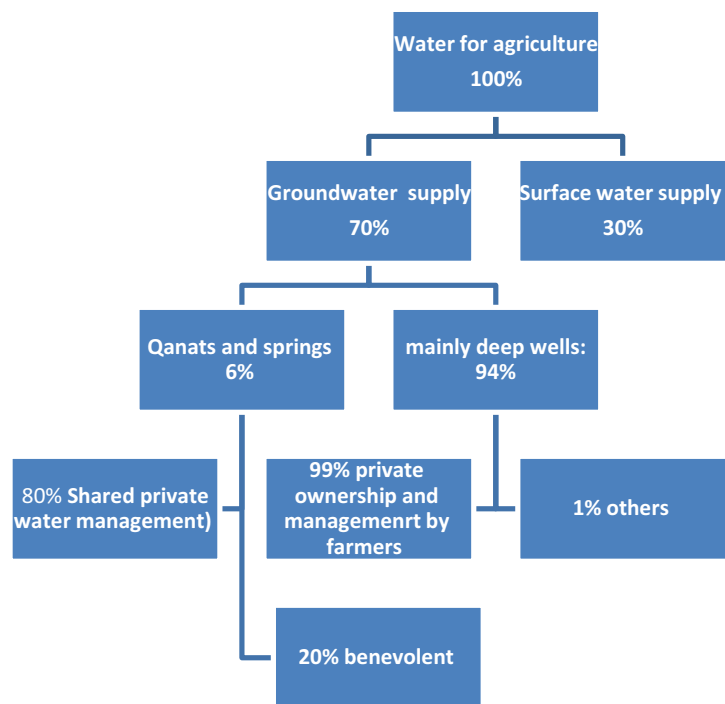 Water for agriculture
100%
Groundwater supply
70%
Surface water supply
30%
Qanats and springs
6%
mainly deep wells:
94%
80% Shared private
water management)
99% private
ownership and
managemenrt by
farmers
1% others
20% benevolent